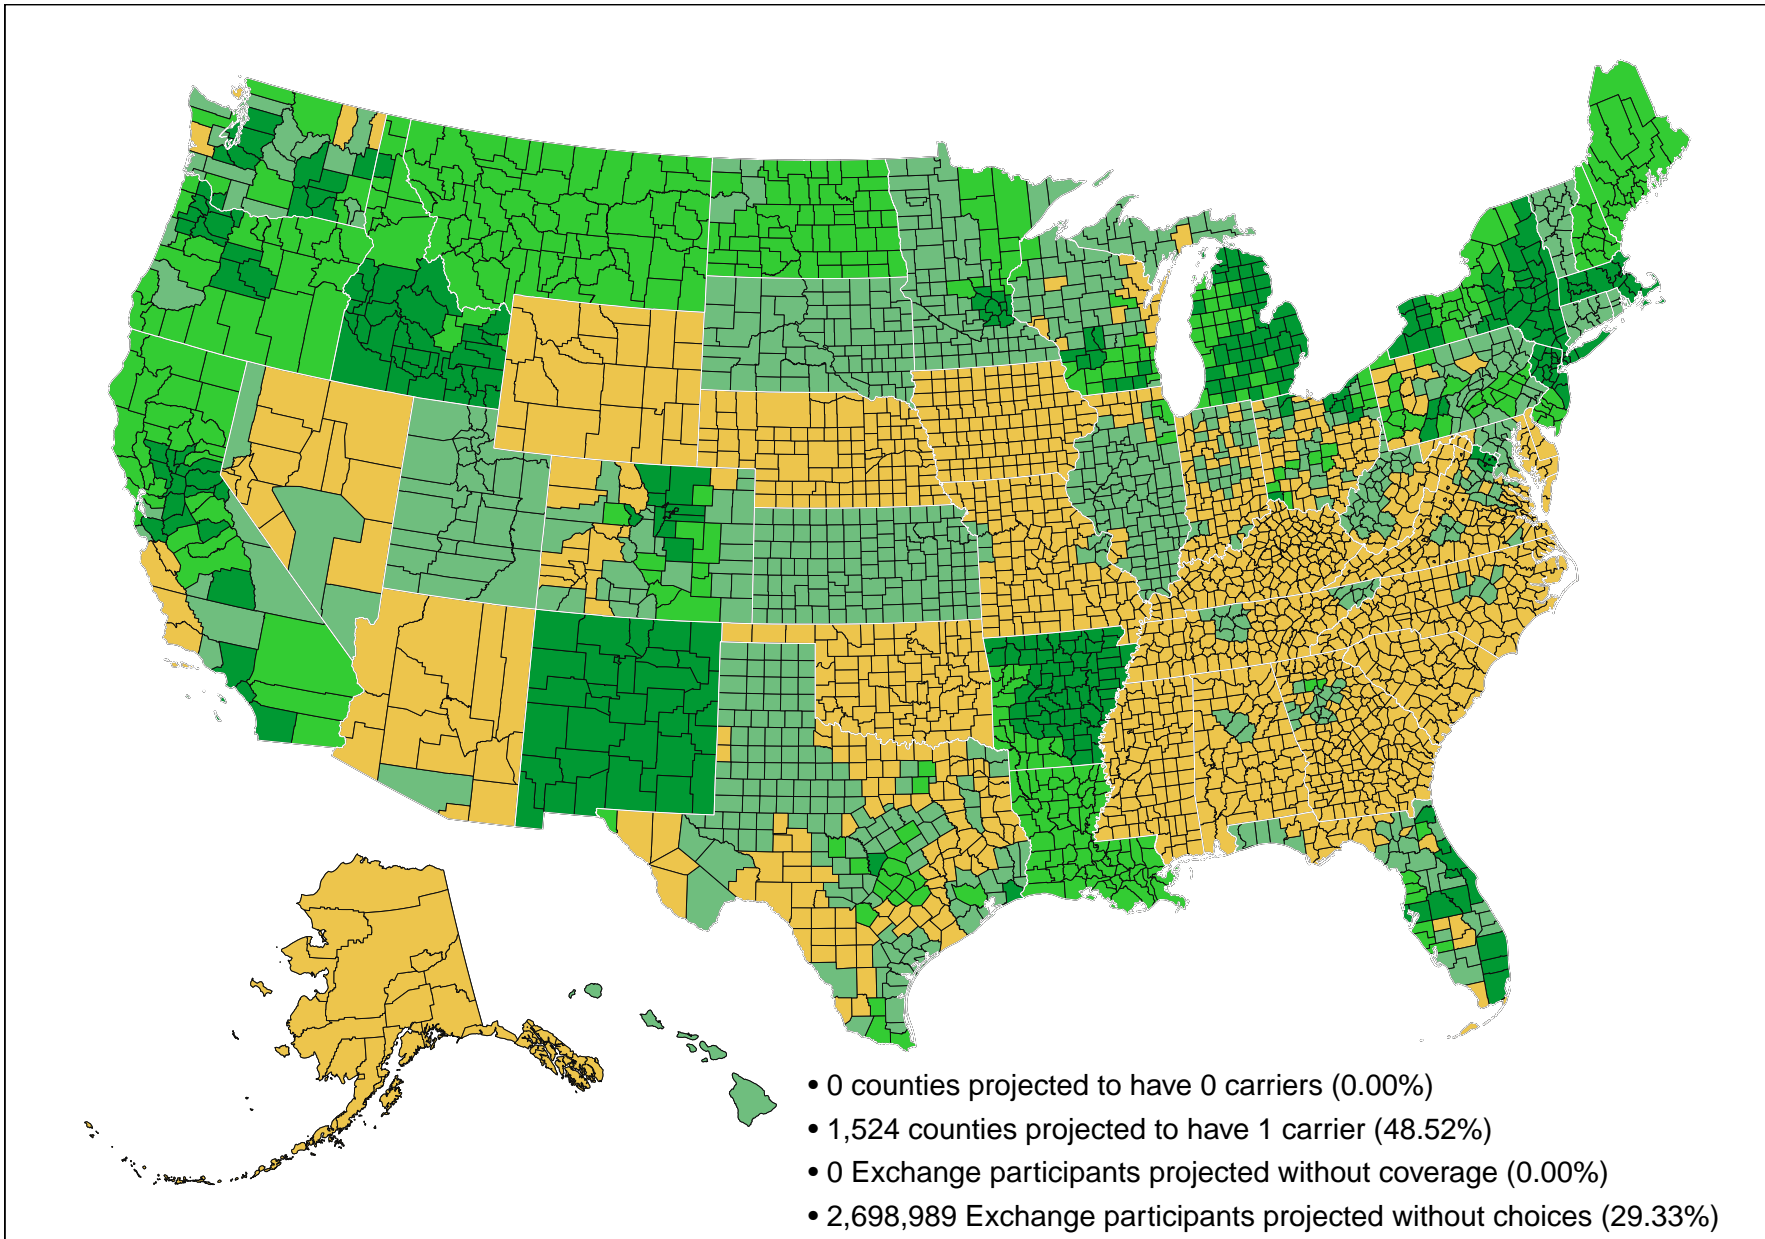 • 0 counties projected to have 0 carriers (0.00%)
• 1,524 counties projected to have 1 carrier (48.52%)
• 0 Exchange participants projected without coverage (0.00%)
• 2,698,989 Exchange participants projected without choices (29.33%)